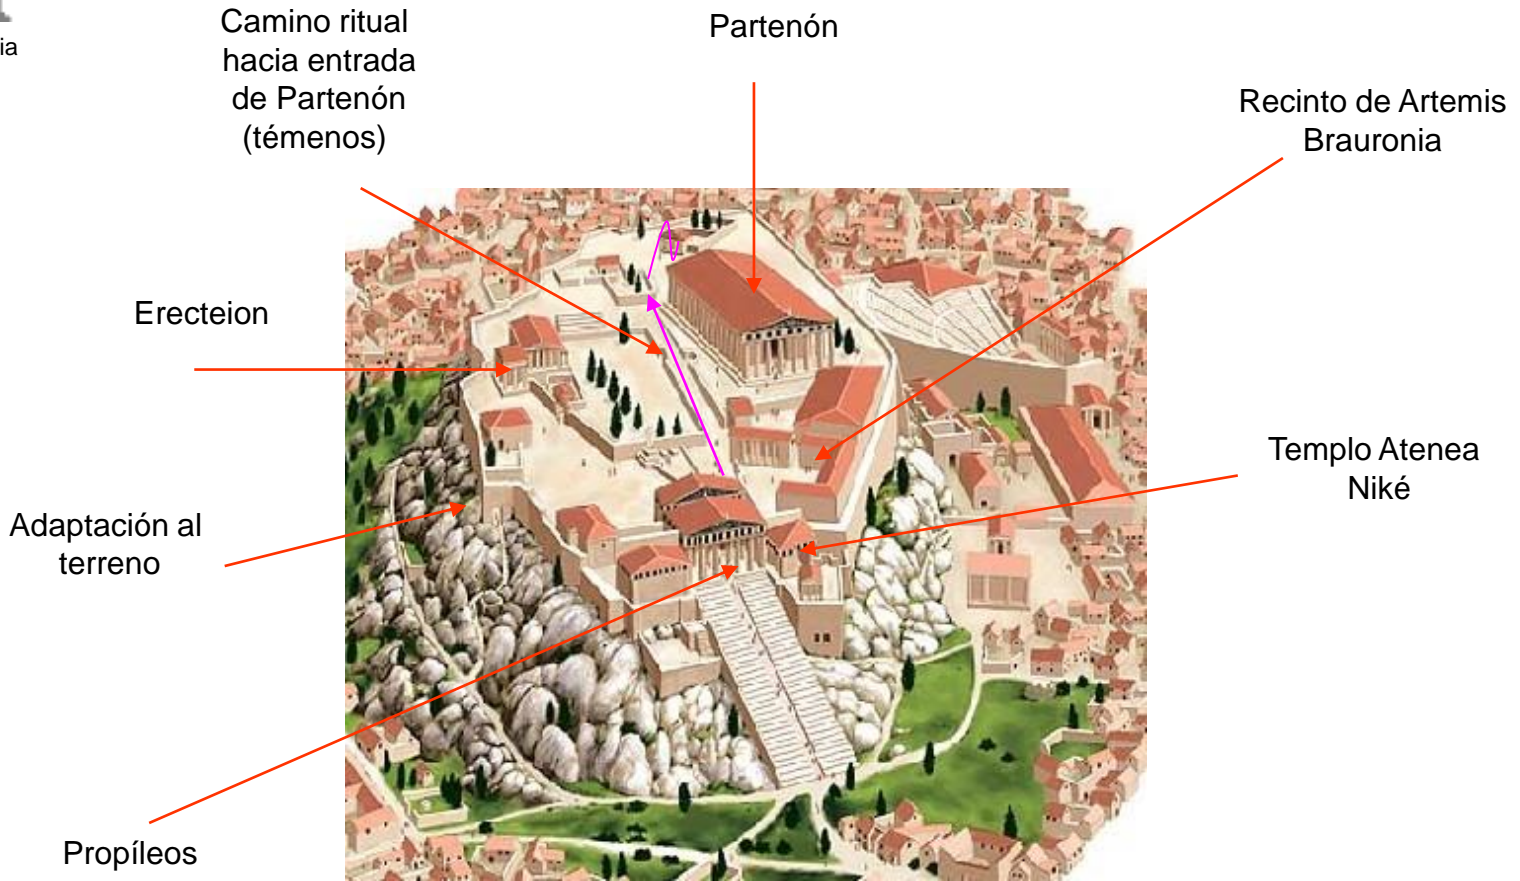 ia
Camino ritual
hacia entrada
de Partenón
(témenos)
Partenón
Recinto de Artemis
Brauronia
Erecteion
Templo Atenea
Niké
Adaptación al
terreno
Propíleos